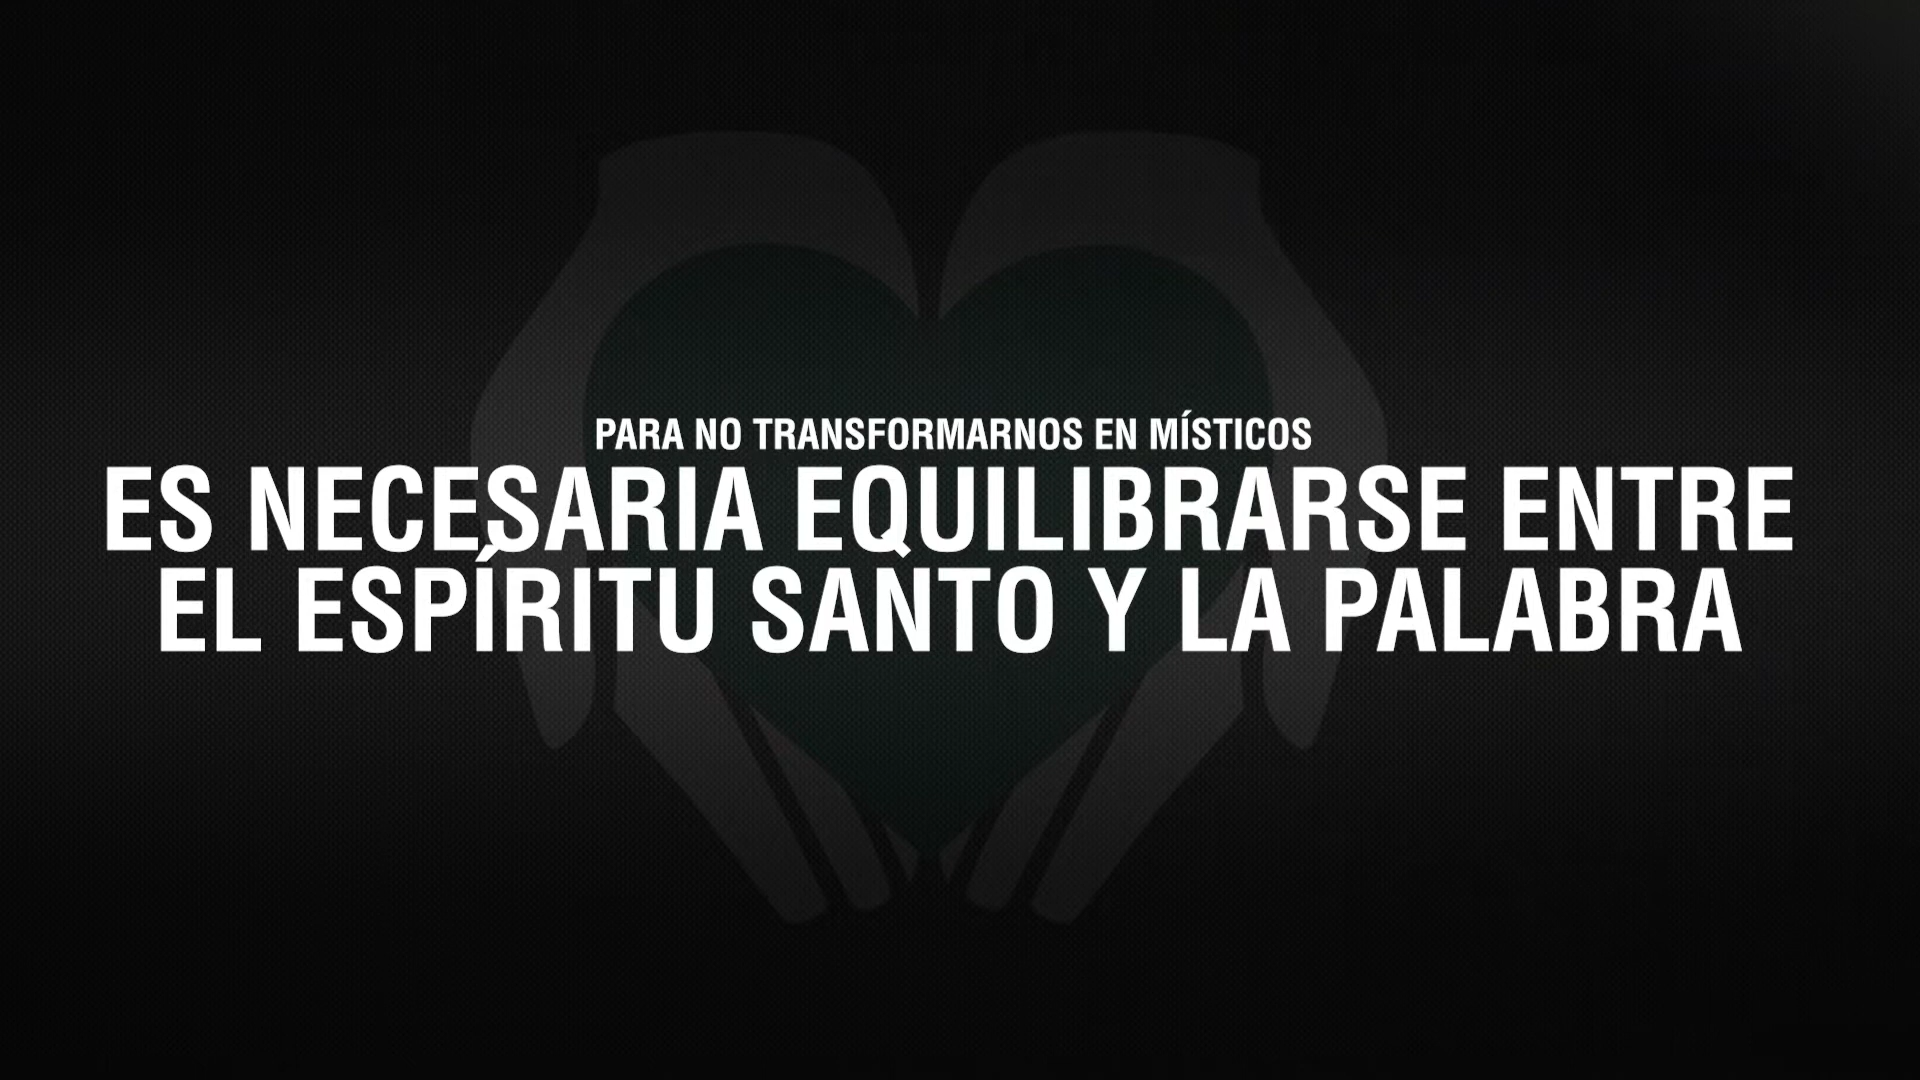 PARA NO TRANSFORMARNOS EN MÍSTICOS
ES NECESARIA EQUILIBRARSE ENTRE
EL ESPÍRITU SANTO Y LA PALABRA